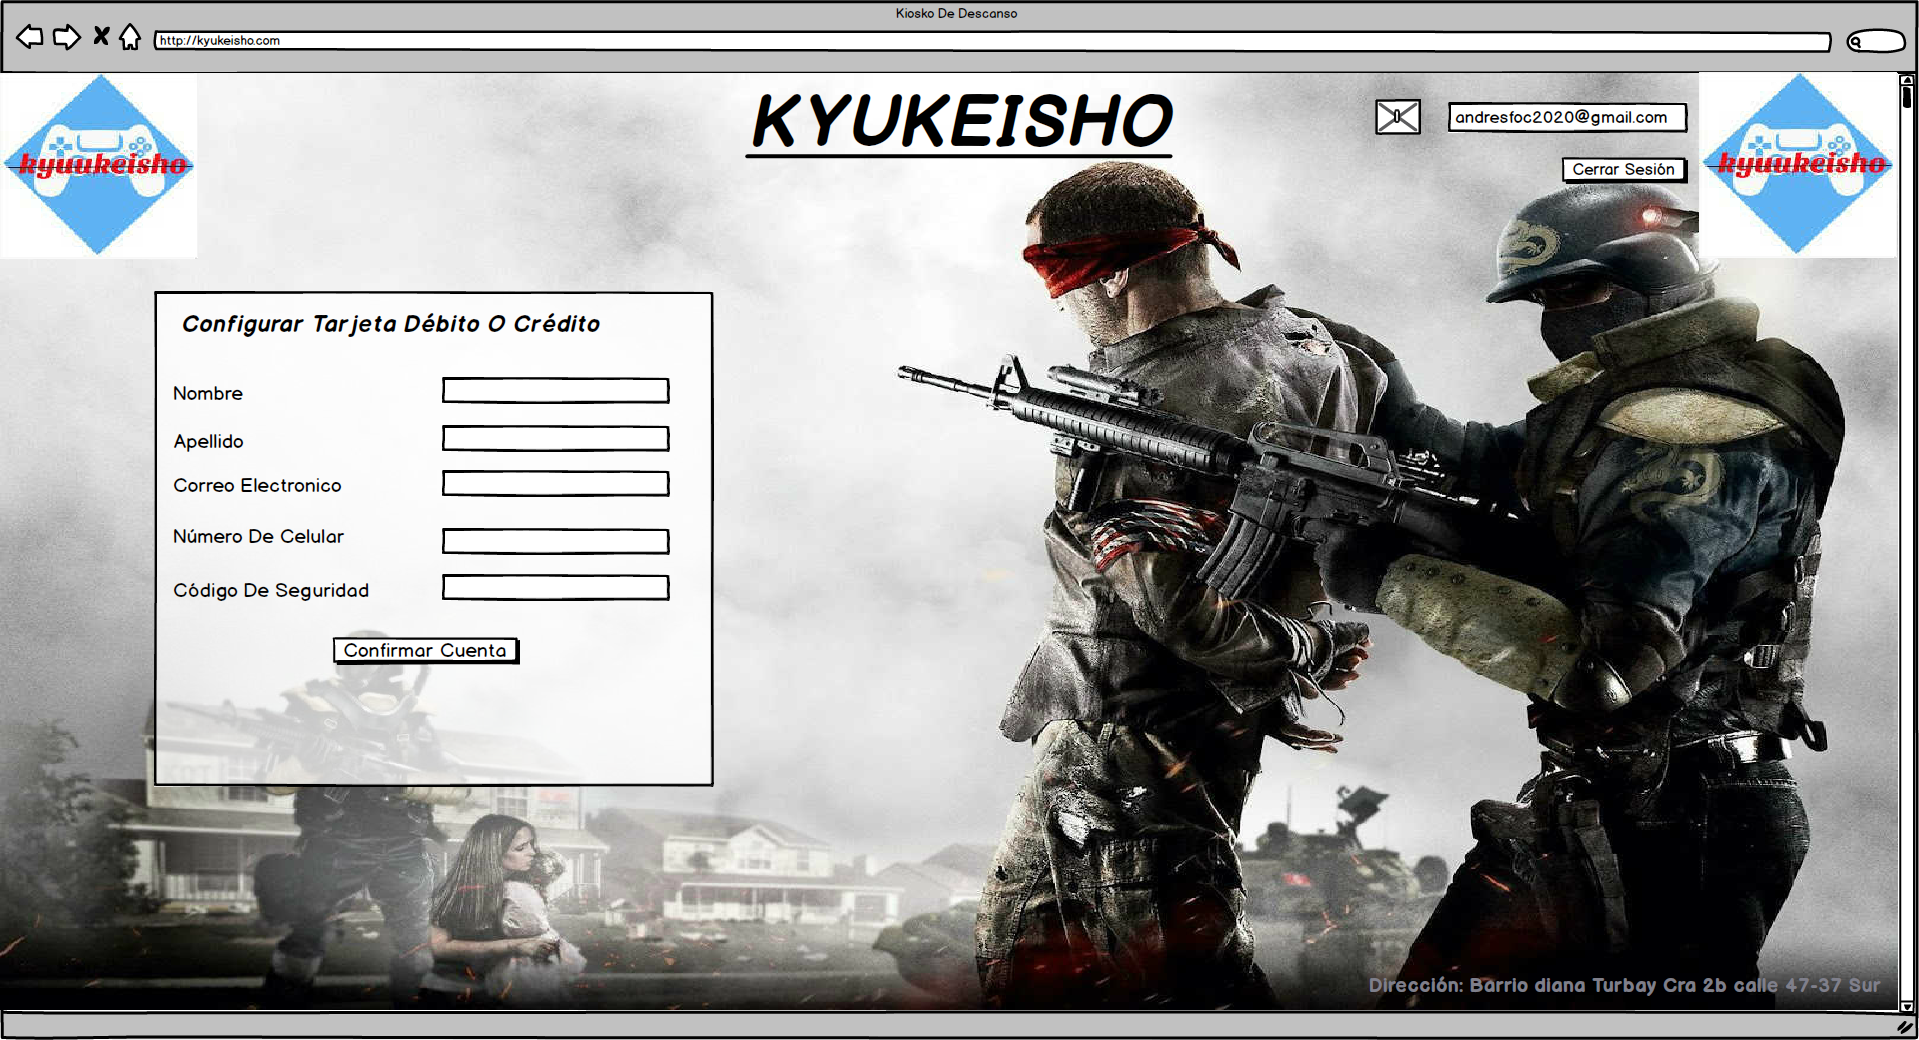 Kiosko De Descanso
http://kyukeisho.com
KYUKEISHO
andresfoc2020@gmail.com
Cerrar Sesión
kyuukeisho
kyuukeisho
Configurar Tarjeta Débito O Crédito
Nombre
Apellido
Correo Electronico
Número De Celular
Código De Seguridad
Confirmar Cuenta
Dirección: Barrio diana Turbay Cra 2b calle 47-37 Sur